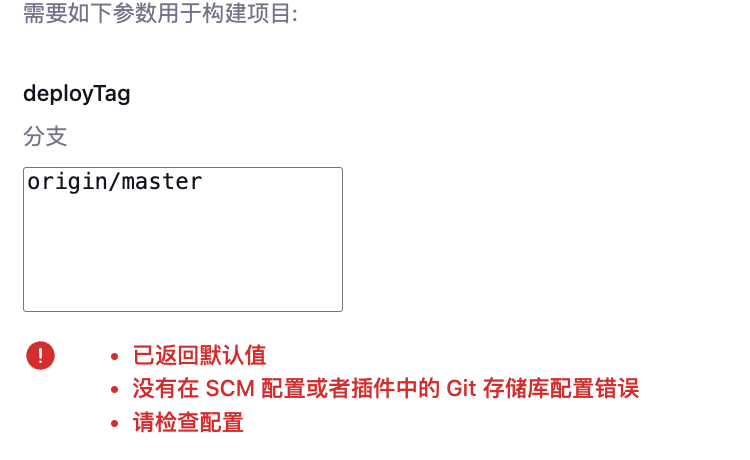 需要如下参数用于构建项目:
deployTag
分支
origin/master
已返回默认值
没有在 SCM 配置或者插件中的 Git 存储库配置错误
请检查配置